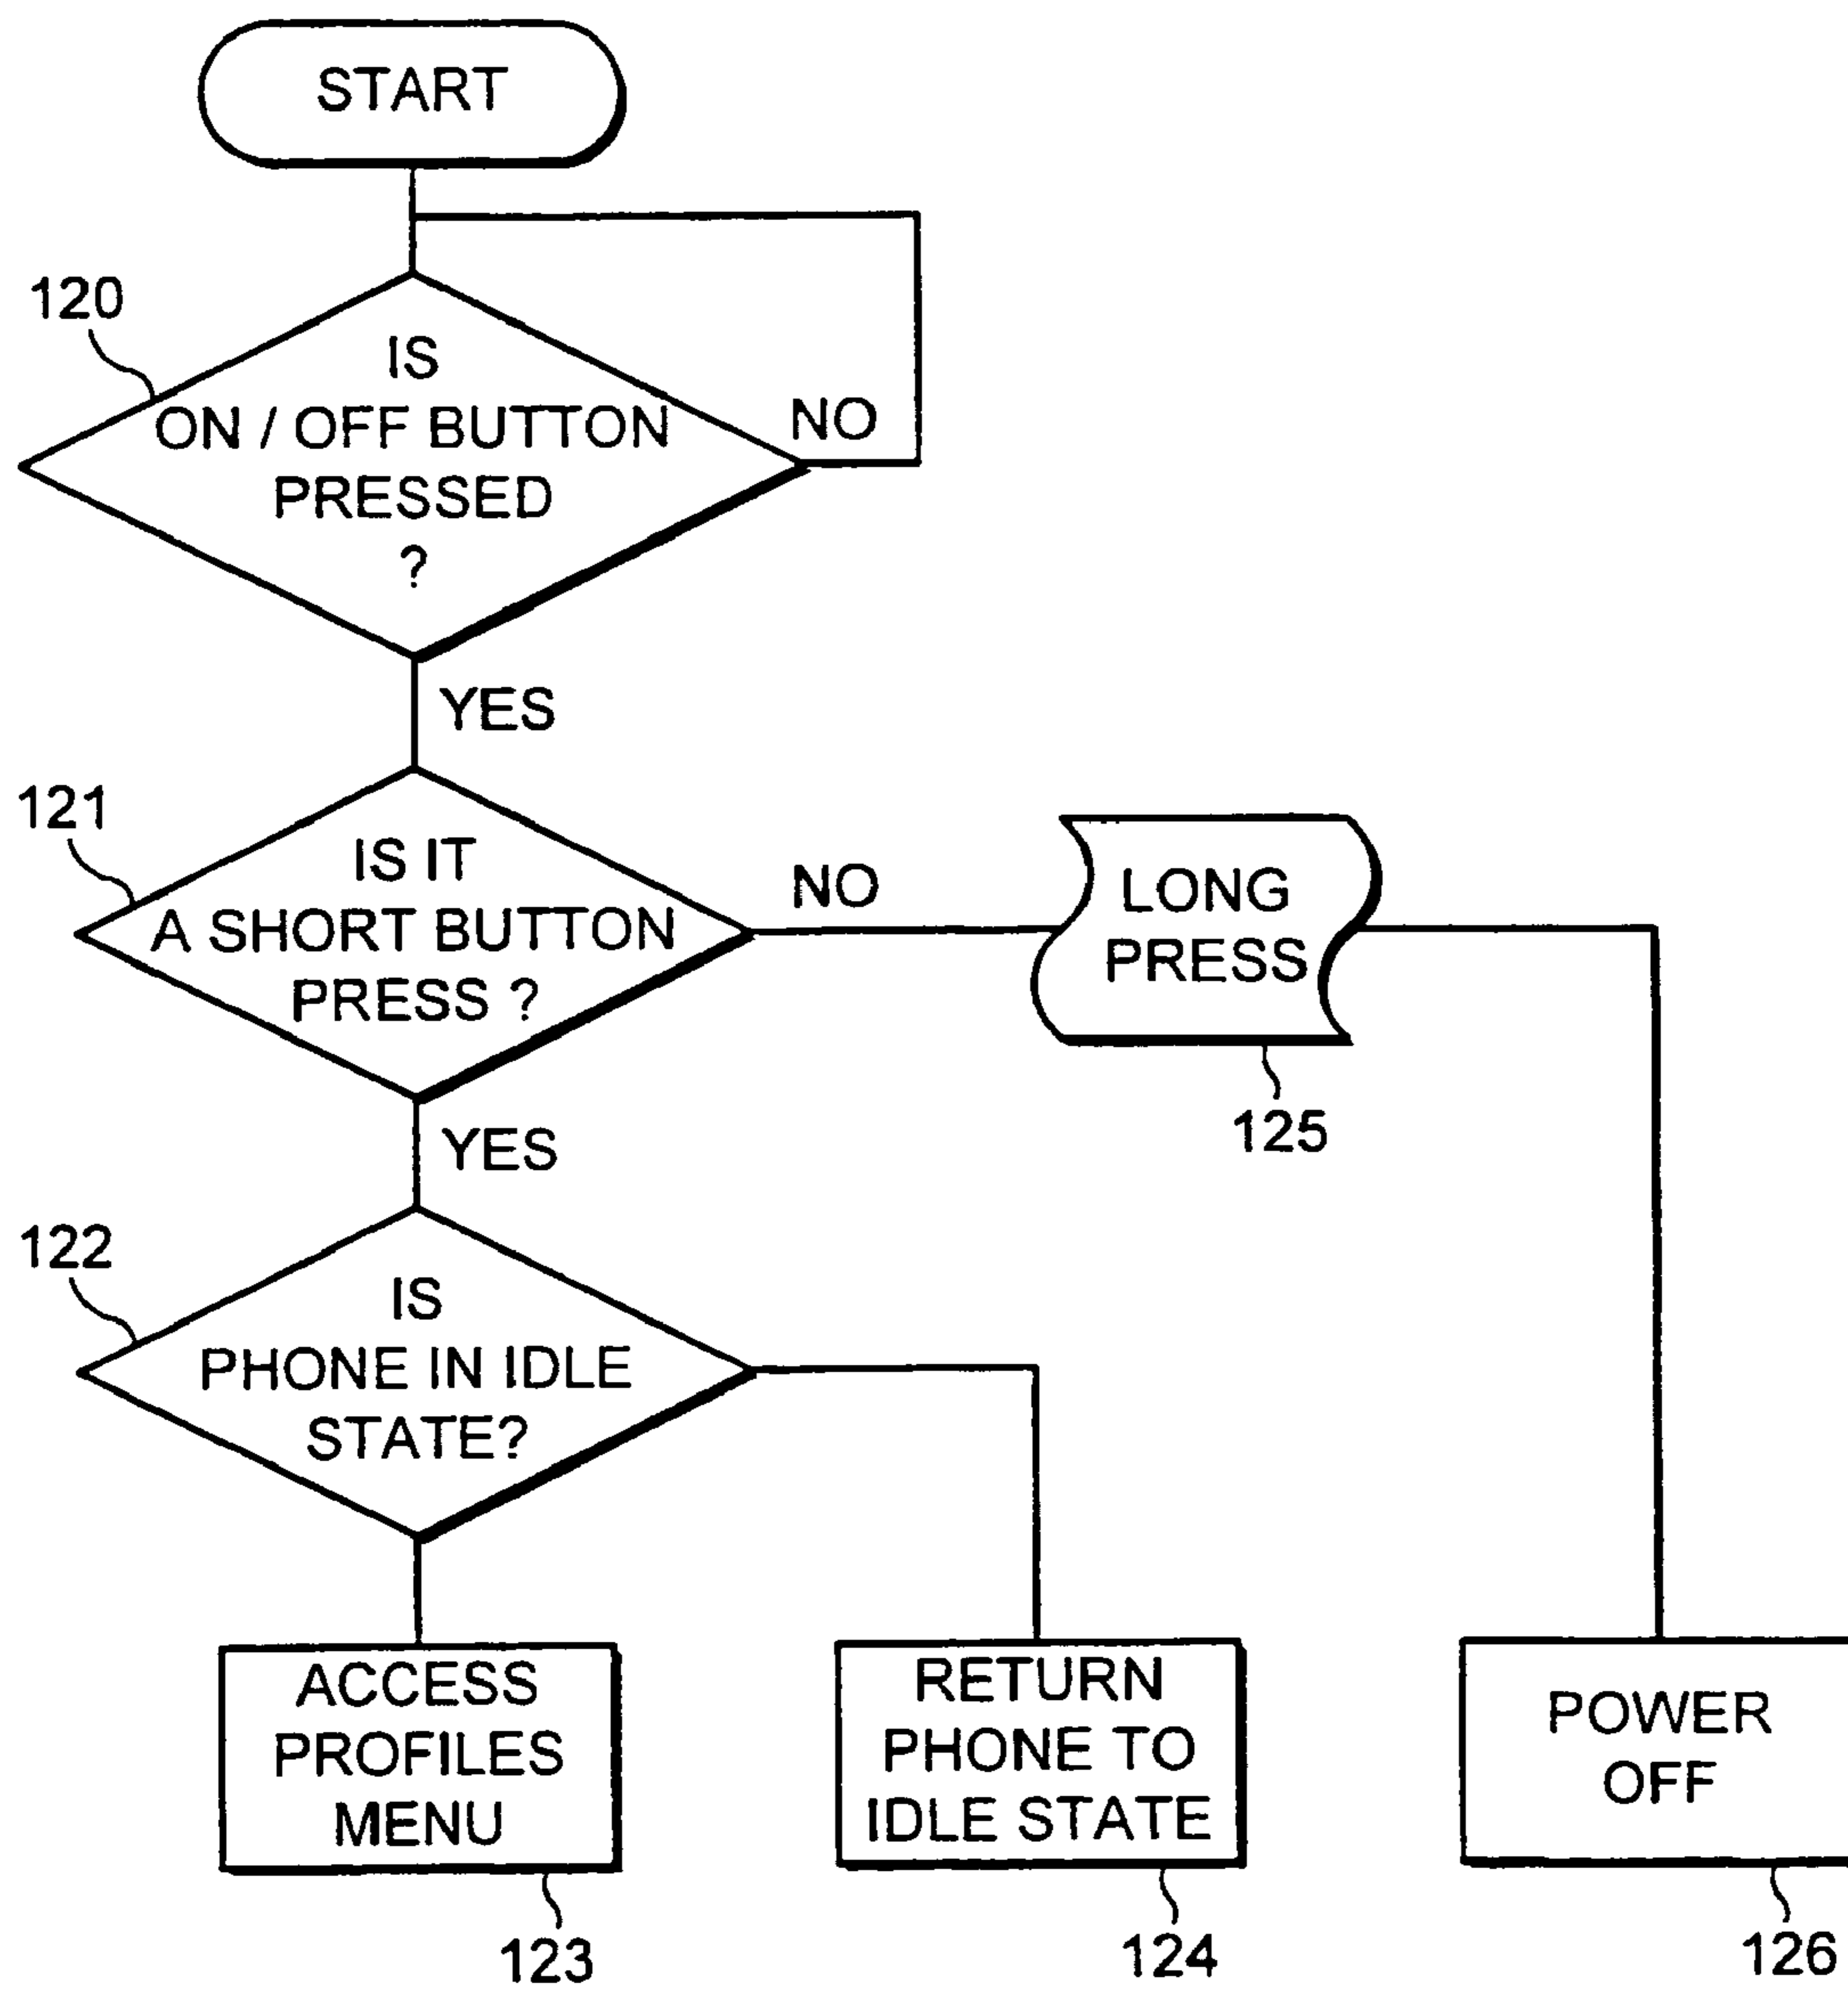 START
120
IS
ON / OFF BUTTON
PRESSED
?
NO
YES
121
IS IT
A SHORT BUTTON
PRESS ?
NO
LONG
PRESS
125
YES
122
IS
PHONE IN IDLE
STATE?
ACCESS
PROFILES
MENU
123
RETURN
PHONE TO
IDLE STATE
124
POWER
OFF
126